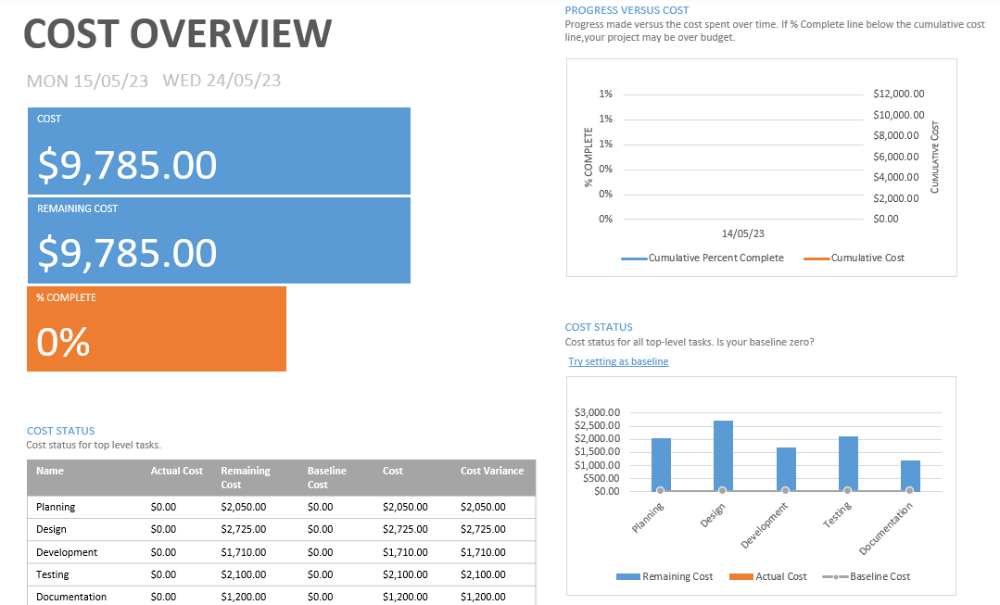 COST OVERVIEW
MON 15/05/23 WED 24/05/23
COST
$9,785.00
REMAINING COST
$9,785.00
% COMPLETE
0%
COST STATUS
Cost status for top level tasks.
Name Actual Cost Remaining Cost Baseline Cost Cost Cost Variance
Planning $0.00 $2,050.00 $0.00 $2,050.00 $2,050.00
Design $0.00 $2,725.00 $0.00 $2,725.00 $2,725.00
Development $0.00 $1,710.00 $0.00 $1,710.00 $1,710.00
Testing $0.00 $2,100.00 $0.00 $2,100.00 $2,100.00
Documentation $0.00 $1,200.00 $0.00 $1,200.00 $1,200.00
PROGRESS VERSUS COST
Progress made versus the cost spent over time. If % Complete line below the cumulative cost
line,your project may be over budget.
% COMPLETE
1%
1%
1%
0%
0%
0%
$12,000.00
$10,000.00
$8,000.00
$6,000.00
$4,000.00
$2,000.00
$0.00
CUMULATIVE COST
14/05/23
Cumulative Percent Complete Cumulative Cost
COST STATUS
Cost status for all top-level tasks. Is your baseline zero?
Try setting as baseline
$3,000.00
$2,500.00
$2,000.00
$1,500.00
$1,000.00
$500.00
$0.00
Planning
Design
Development
Testing
Documentation
Remaining Cost Actual Cost Baseline Cost